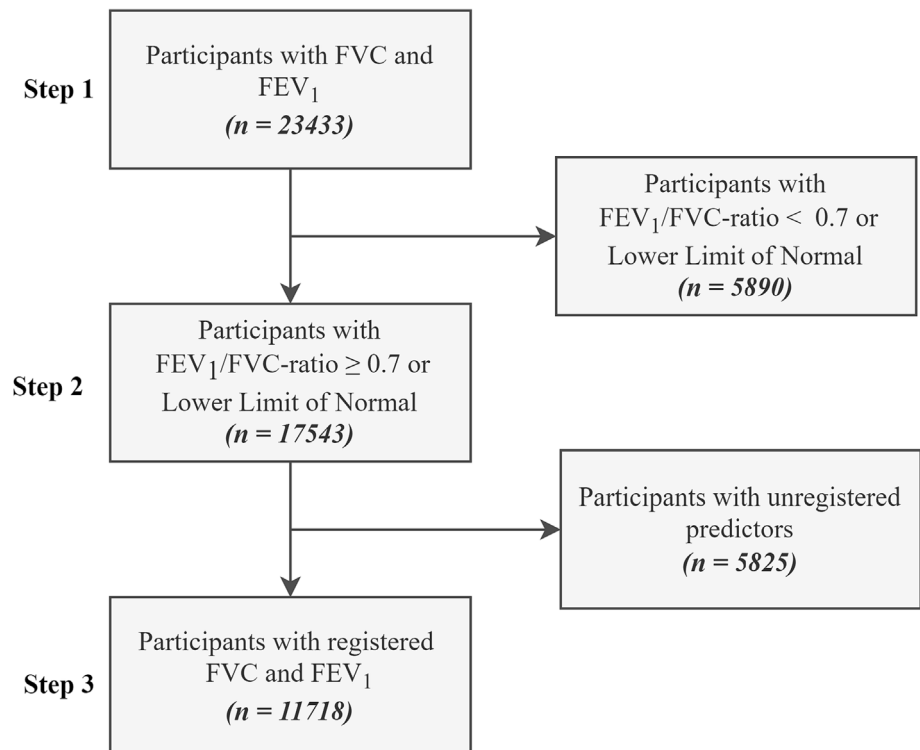 Step 1
Participants with FVC and
FEV1
(n = 23433)
Participants with
FEV1/FVC-ratio < 0.7 or
Lower Limit of Normal
(n = 5890)
Step 2
Participants with
FEV1/FVC-ratio ≥ 0.7 or
Lower Limit of Normal
(n = 17543)
Participants with unregistered
predictors
(n = 5825)
Step 3
Participants with registered
FVC and FEV1
(n = 11718)